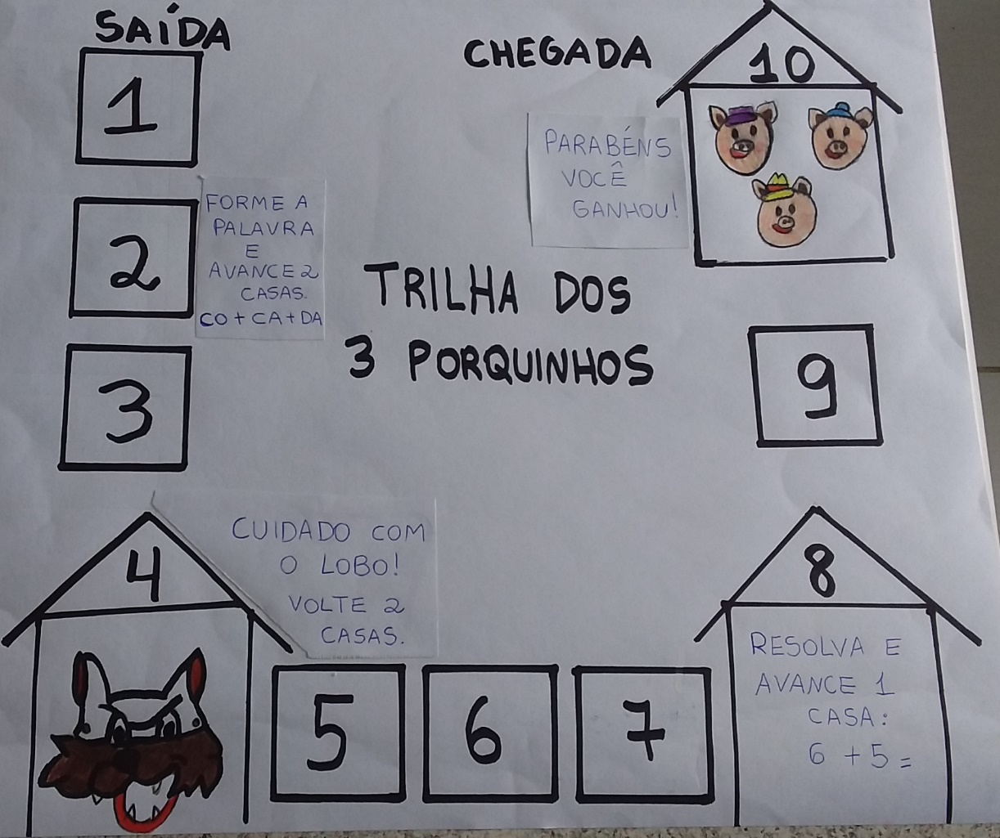 SAÍDA
1
2
FORME A
PALAVRA
E
AVANCE 2
CASAS.
CO + CA + DA
3
4
CUIDADO COM
O LOBO!
VOLTE 2
CASAS.
5
6
7
8
RESOLVA E
AVANCE 1
CASA:
6 + 5 =
9
CHEGADA
10
PARABÉNS
VOCÊ
GANHOU!
TRILHA DOS
3 PORQUINHOS